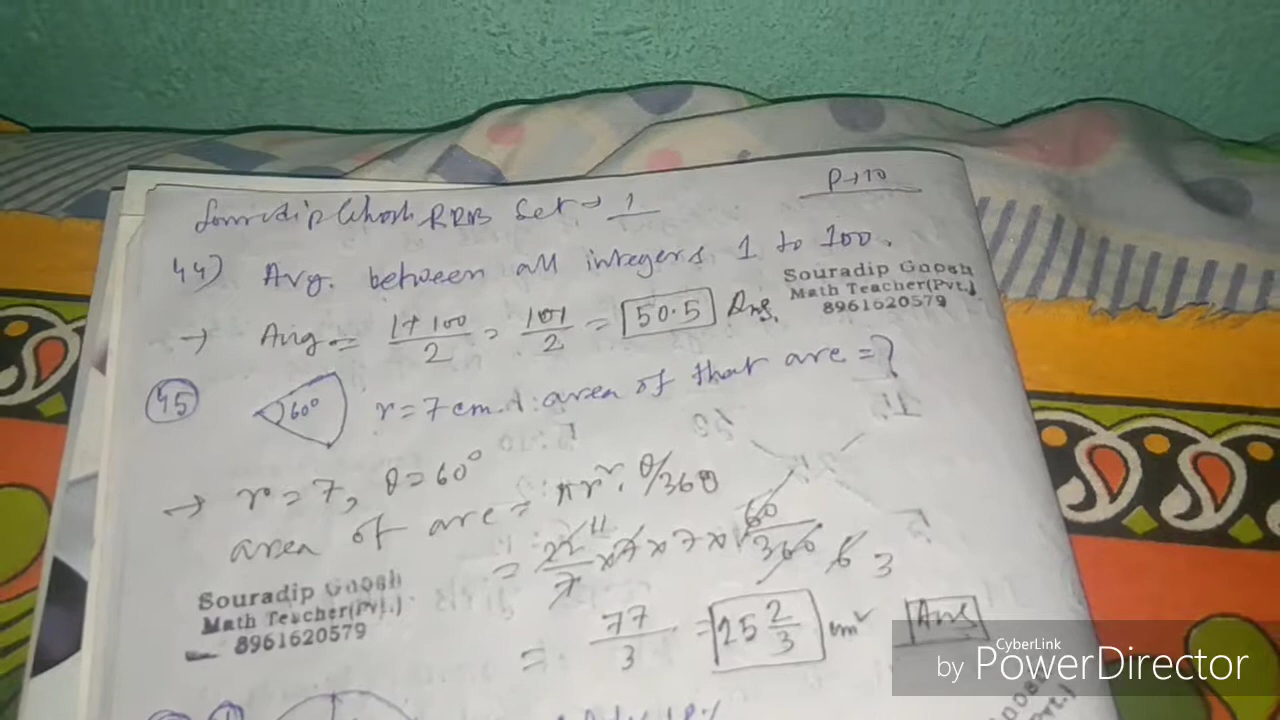 Souradip Ghosh RRB Set → 1
P→10
44) Avg. between all integers 1 to 100.
Souradip Ghosh
Math Teacher(Pvt.)
8961620579
→ Avg = 1+100/2 = 101/2 = 50.5 Ans.
45 60° r = 7 cm. area of that arc = ?
→ r = 7, θ = 60°
area of arc = πr². θ/360
= 22/7 11 × 7 × 7 × 60/360 6 3
Souradip Ghosh
Math Teacher(Pvt.)
8961620579
= 77/3 = 25 2/3 cm² Ans
CyberLink
by PowerDirector